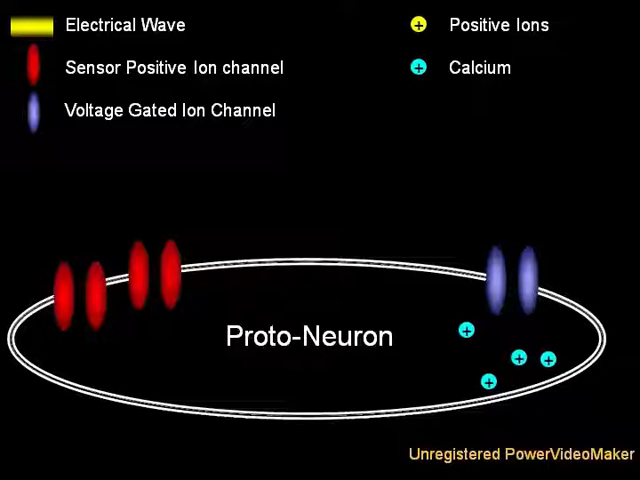 Electrical Wave
Positive Ions
Sensor Positive Ion channel
Calcium
Voltage Gated Ion Channel
Proto-Neuron
Unregistered PowerVideoMaker